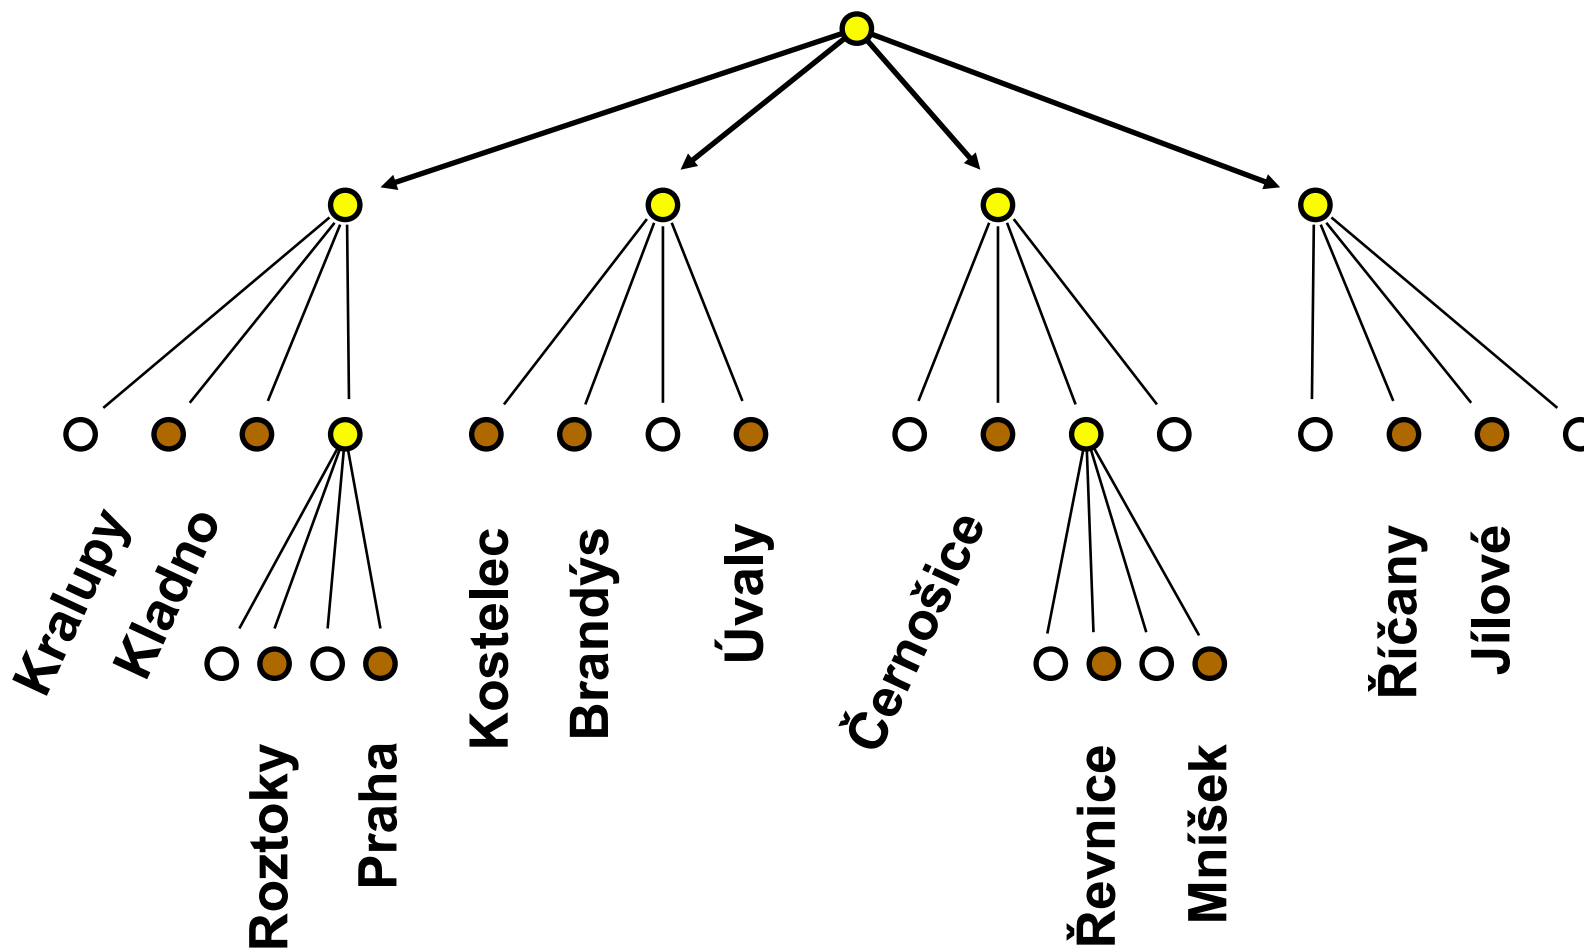 Kralupy
Kladno
Roztoky
Praha
Kostelec
Brandýs
Úvaly
Černošice
Řevnice
Mníšek
Říčany
Jílové